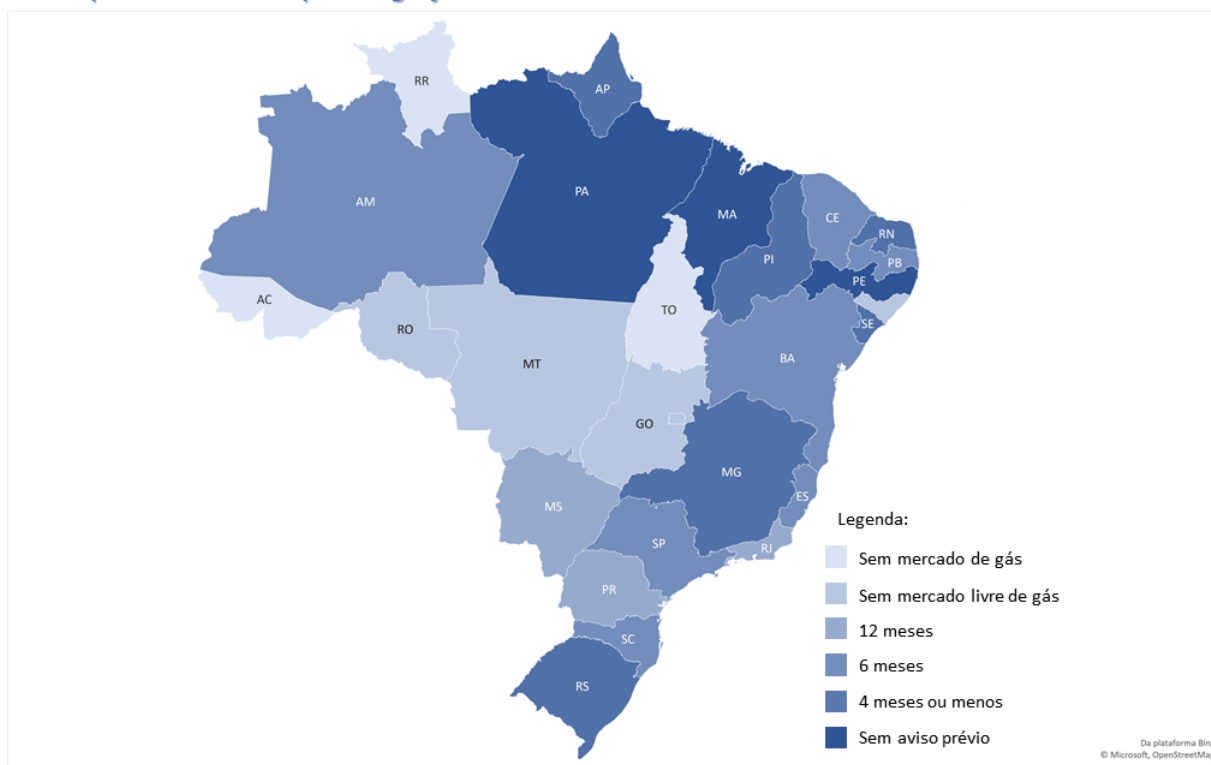 RR
AP
AM
PA
MA
CE
RN
PB
PI
PE
AC
TO
SE
RO
BA
MT
GO
MG
ES
MS
SP
RJ
PR
SC
RS
Legenda:
Sem mercado de gás
Sem mercado livre de gás
12 meses
6 meses
4 meses ou menos
Sem aviso prévio
Da plataforma Bin
© Microsoft, OpenStreetMap